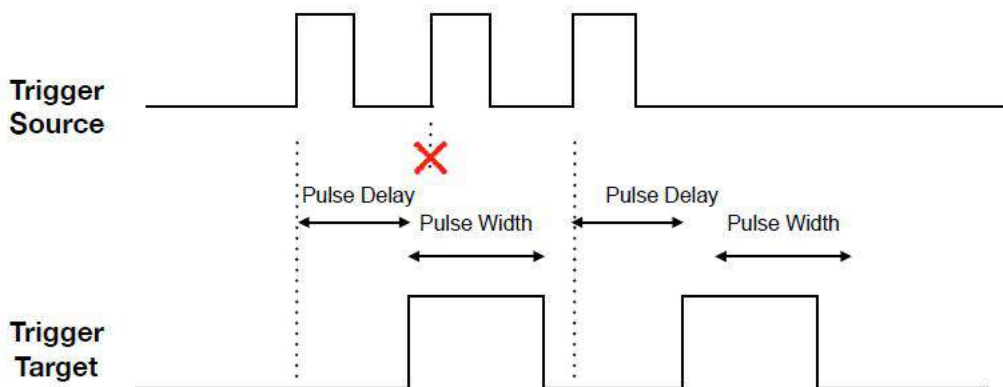 Trigger
Source
Pulse Delay
Pulse Width
Pulse Delay
Pulse Width
Trigger
Target